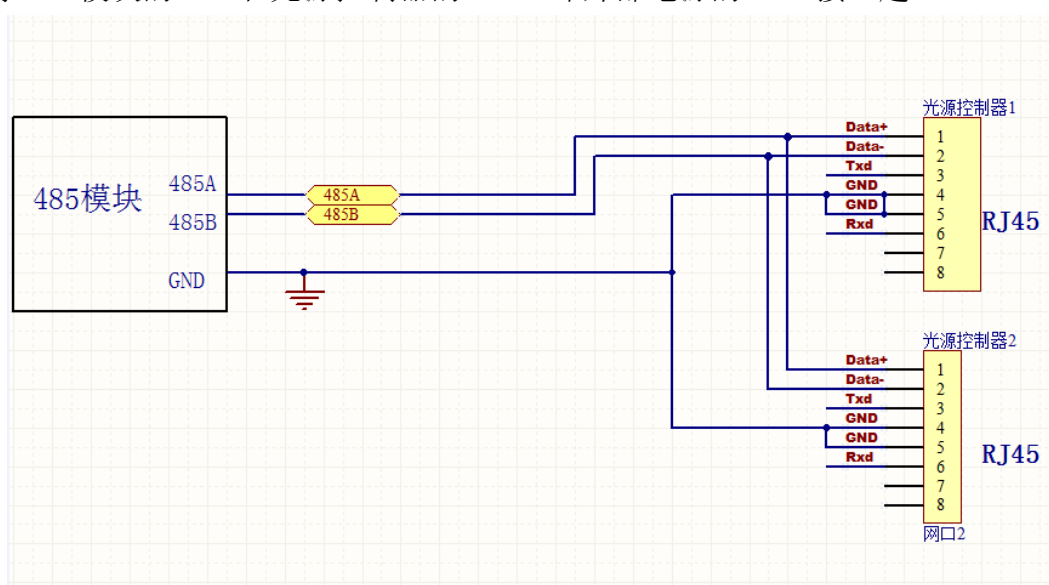 光源控制器1
Data+ 1
Data- 2
Txd 3
GND 4
GND 5
Rxd 6
7
8
RJ45
485模块
485A
485B
GND
485A
485B
光源控制器2
Data+ 1
Data- 2
Txd 3
GND 4
GND 5
Rxd 6
7
8
RJ45
网口2